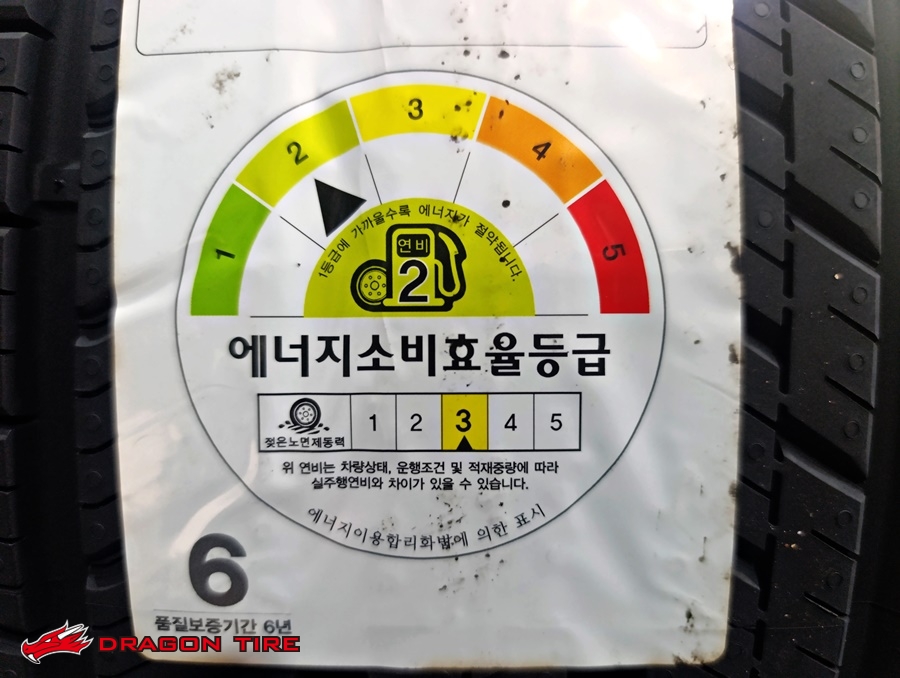 1
2
3
4
5
1등급에 가까울수록 에너지가 절약됩니다.
연비
2
에너지소비효율등급
젖은노면제동력 1 2 3 4 5
위 연비는 차량상태, 운행조건 및 적재중량에 따라
실주행연비와 차이가 있을 수 있습니다.
에너지이용합리화법에 의한 표시
6
품질보증기간 6년
DRAGON TIRE